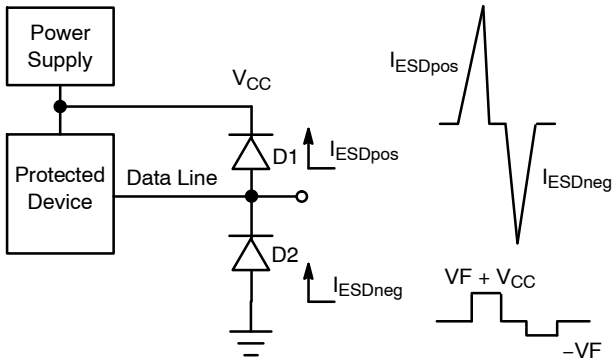 Power
Supply
V_CC
Protected
Device
Data Line
D1
I_ESDpos
D2
I_ESDneg
I_ESDpos
I_ESDneg
VF + V_CC
−VF